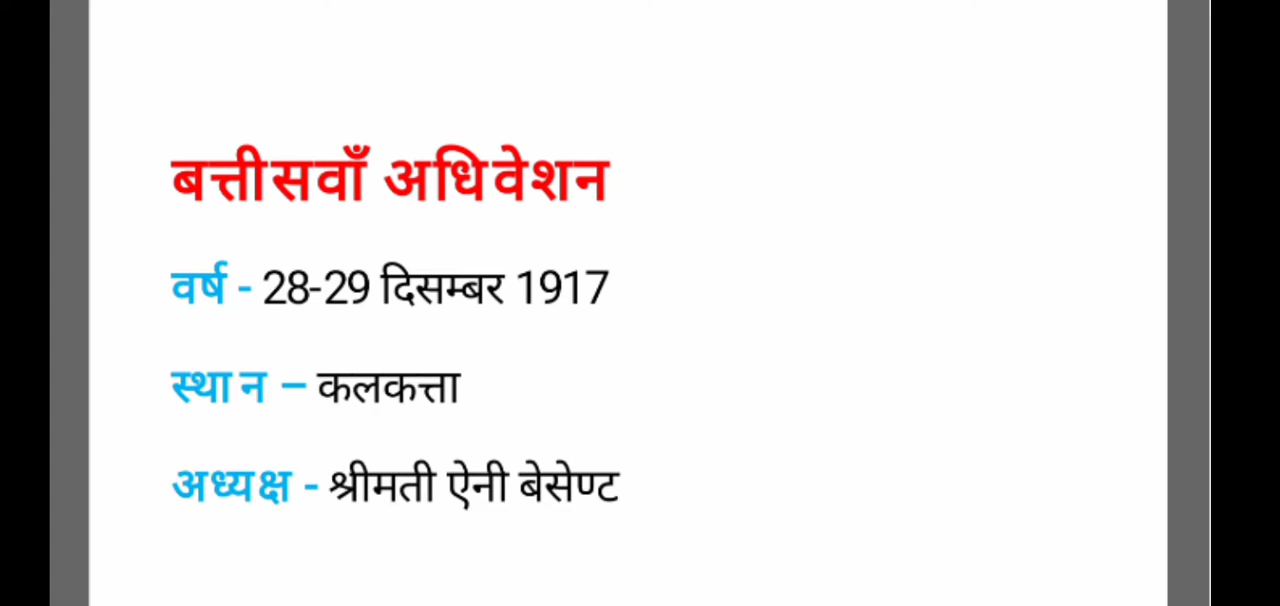 बत्तीसवाँ अधिवेशन
वर्ष - 28-29 दिसम्बर 1917
स्थान – कलकत्ता
अध्यक्ष - श्रीमती ऐनी बेसेण्ट